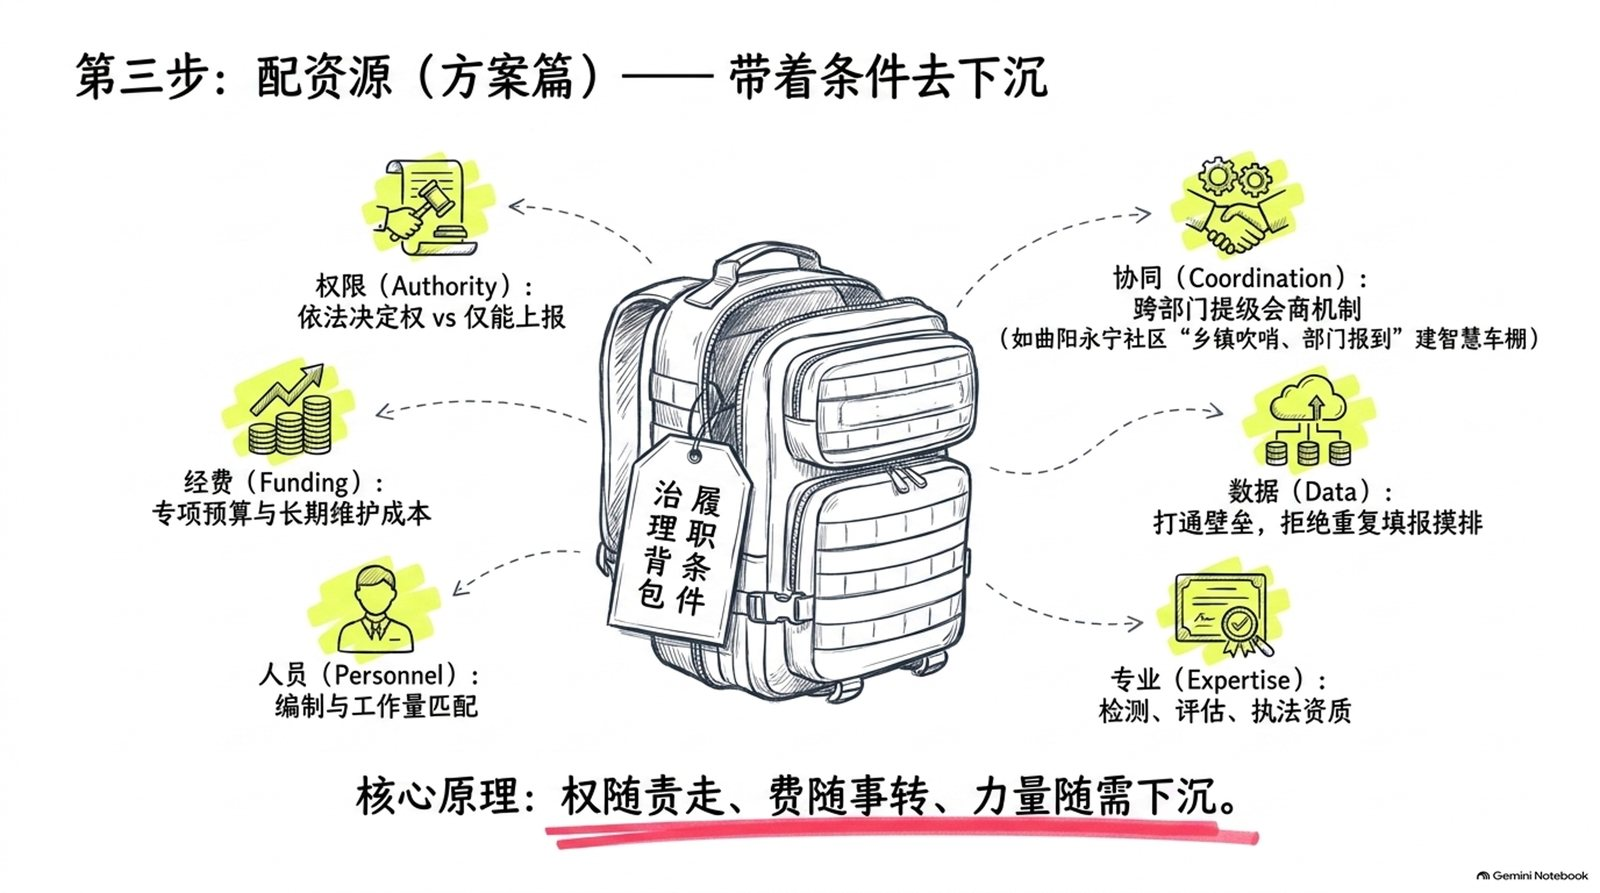 第三步：配资源（方案篇）—— 带着条件去下沉
权限（Authority）：
依法决定权 vs 仅能上报
经费（Funding）：
专项预算与长期维护成本
人员（Personnel）：
编制与工作量匹配
履职条件
治理背包
协同（Coordination）：
跨部门提级会商机制
（如曲阳永宁社区“乡镇吹哨、部门报到”建智慧车棚）
数据（Data）：
打通壁垒，拒绝重复填报摸排
专业（Expertise）：
检测、评估、执法资质
核心原理：权随责走、费随事转、力量随需下沉。
Gemini Notebook